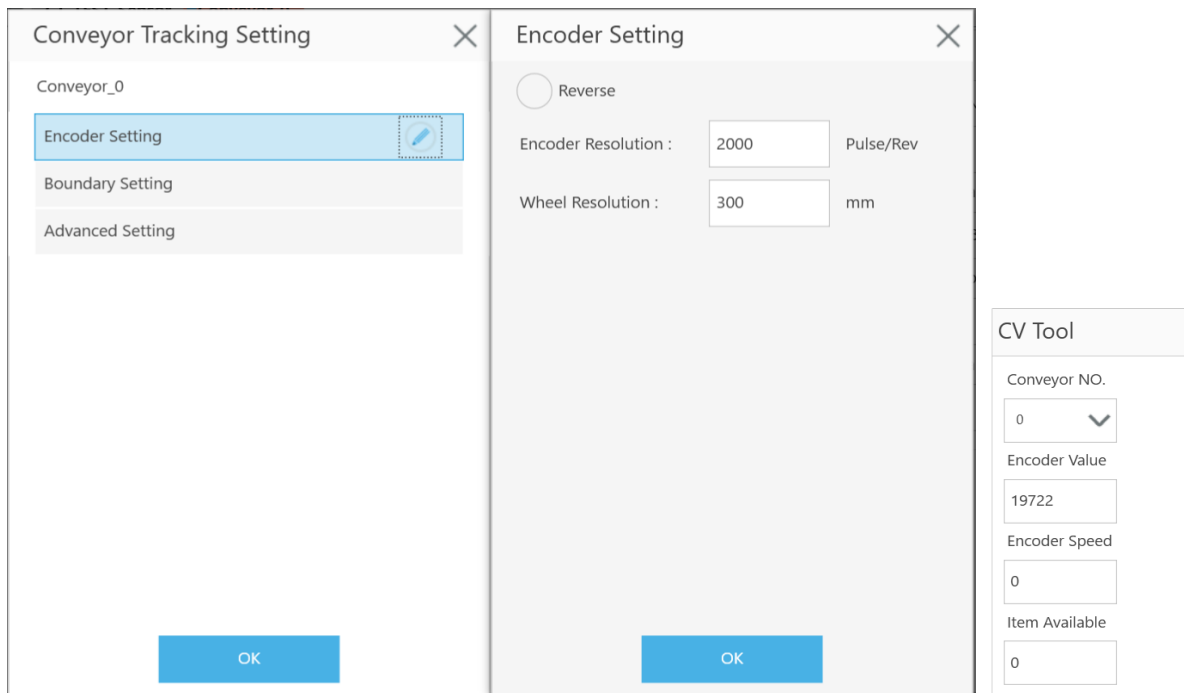 Conveyor Tracking Setting
Conveyor_0
Encoder Setting
Boundary Setting
Advanced Setting
OK
Encoder Setting
Reverse
Encoder Resolution : 2000 Pulse/Rev
Wheel Resolution : 300 mm
OK
CV Tool
Conveyor NO.
0
Encoder Value
19722
Encoder Speed
0
Item Available
0